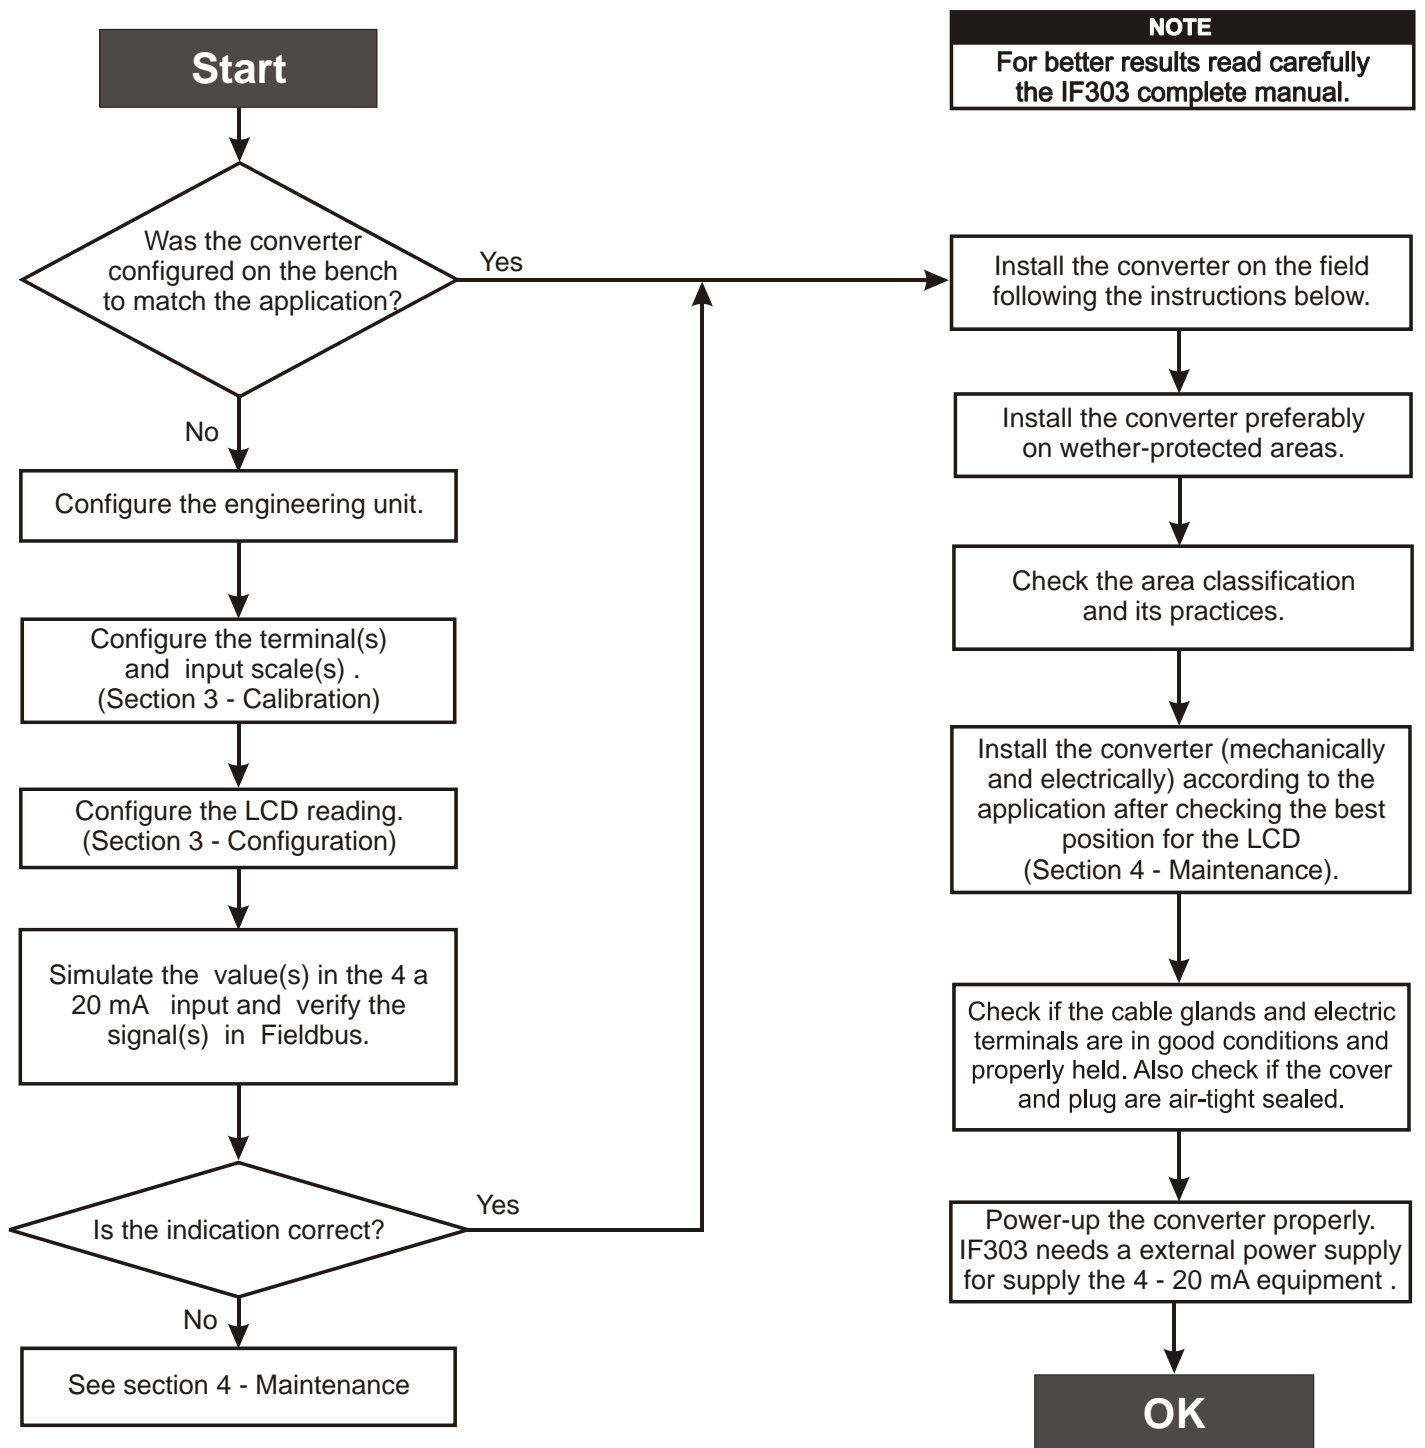 Start
Was the converter
configured on the bench
to match the application?
Yes
No
Configure the engineering unit.
Configure the terminal(s)
and input scale(s) .
(Section 3 - Calibration)
Configure the LCD reading.
(Section 3 - Configuration)
Simulate the value(s) in the 4 a
20 mA input and verify the
signal(s) in Fieldbus.
Is the indication correct?
Yes
No
See section 4 - Maintenance
NOTE
For better results read carefully
the IF303 complete manual.
Install the converter on the field
following the instructions below.
Install the converter preferably
on wether-protected areas.
Check the area classification
and its practices.
Install the converter (mechanically
and electrically) according to the
application after checking the best
position for the LCD
(Section 4 - Maintenance).
Check if the cable glands and electric
terminals are in good conditions and
properly held. Also check if the cover
and plug are air-tight sealed.
Power-up the converter properly.
IF303 needs a external power supply
for supply the 4 - 20 mA equipment .
OK